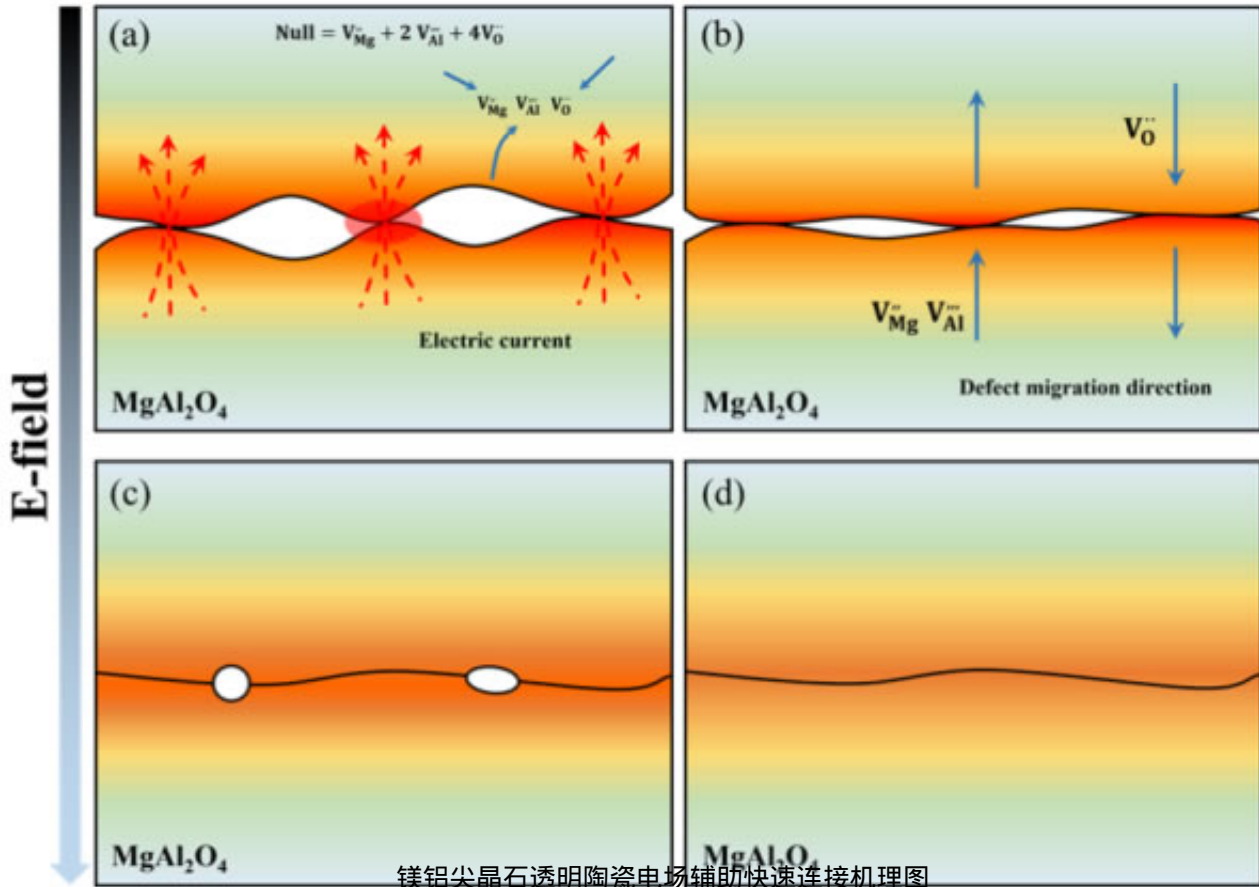 E-field
(a)
Null = V″Mg + 2 V‴Al + 4V··O
V″Mg V‴Al V··O
Electric current
MgAl₂O₄
(b)
V··O
V″Mg V‴Al
Defect migration direction
MgAl₂O₄
(c)
MgAl₂O₄
(d)
MgAl₂O₄
镁铝尖晶石透明陶瓷电场辅助快速连接机理图